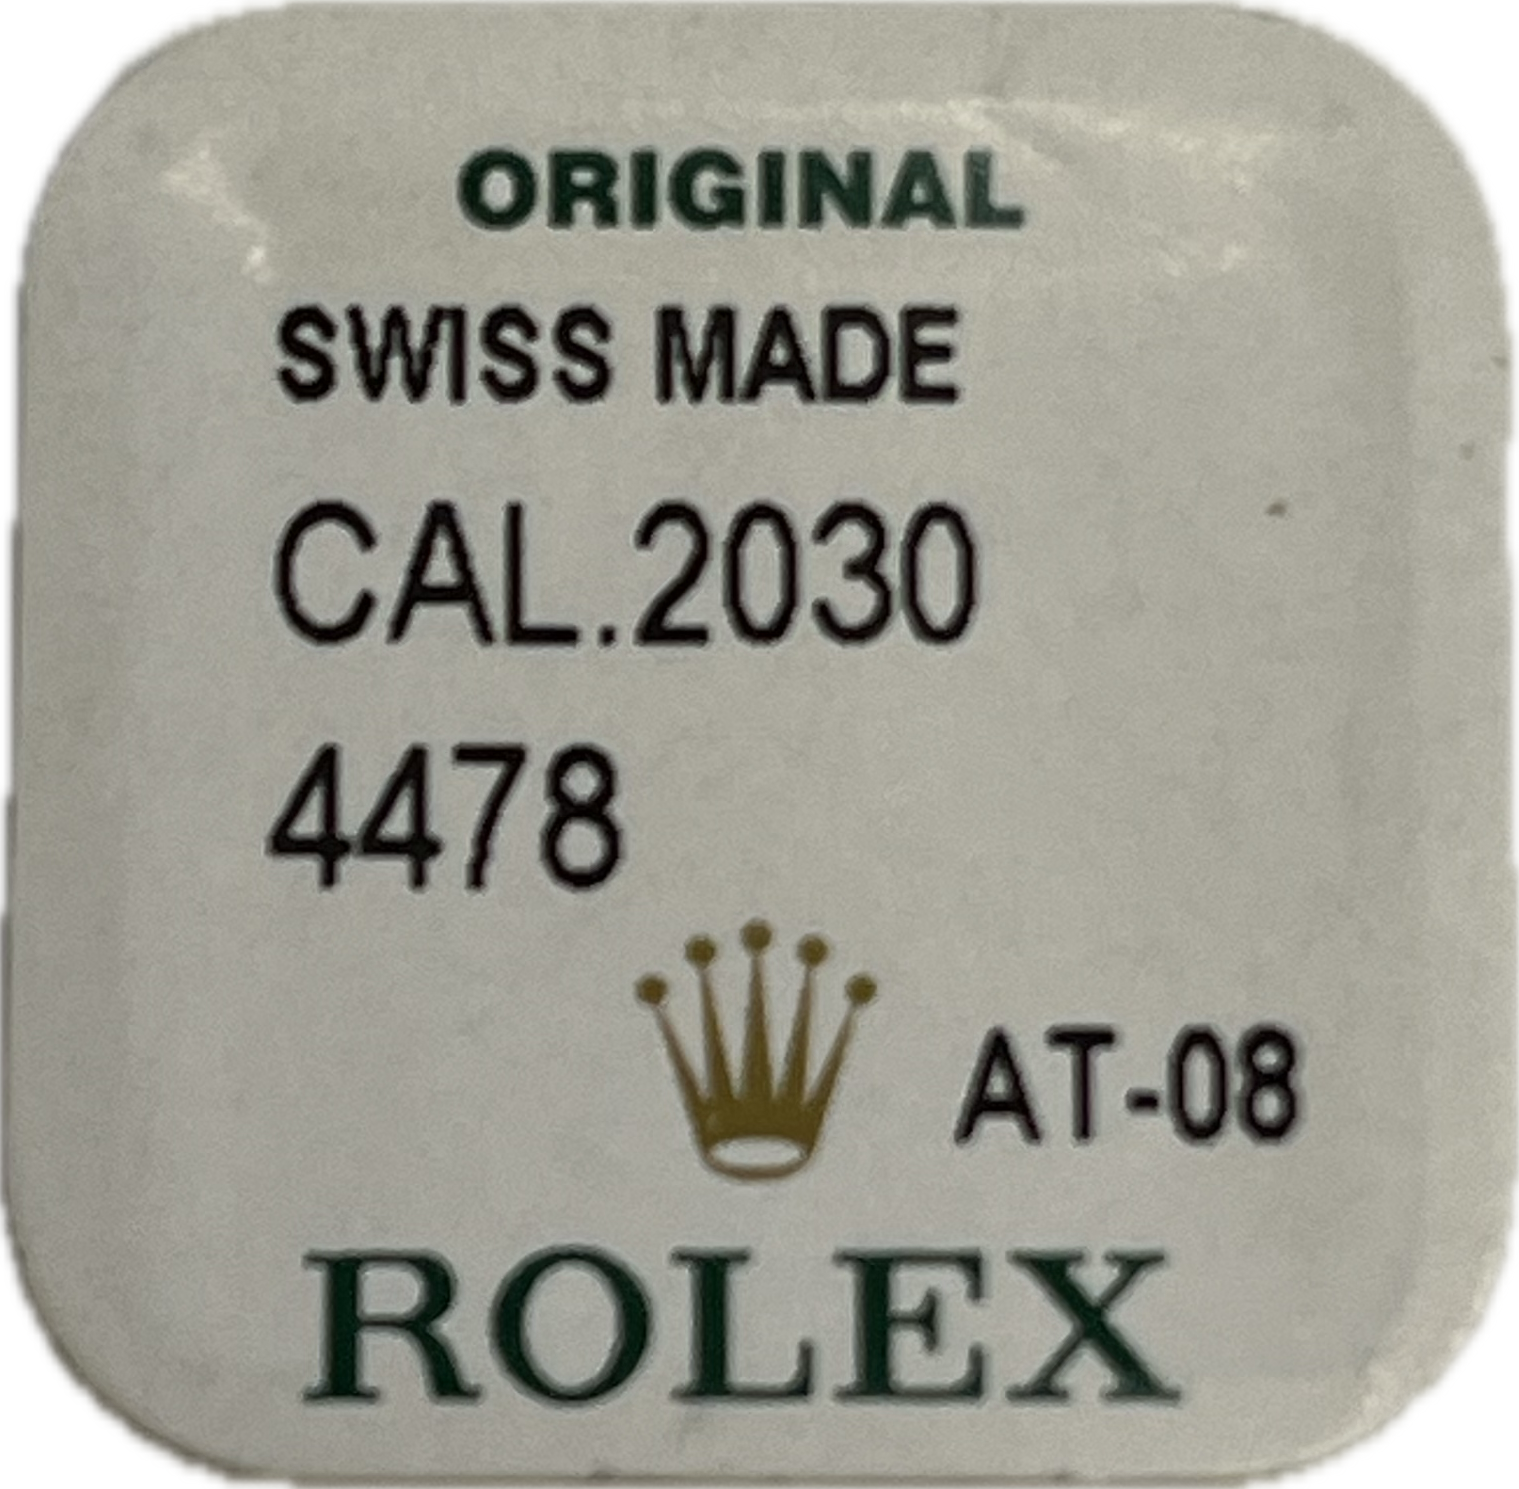 ORIGINAL
SWISS MADE
CAL.2030
4478
AT-08
ROLEX